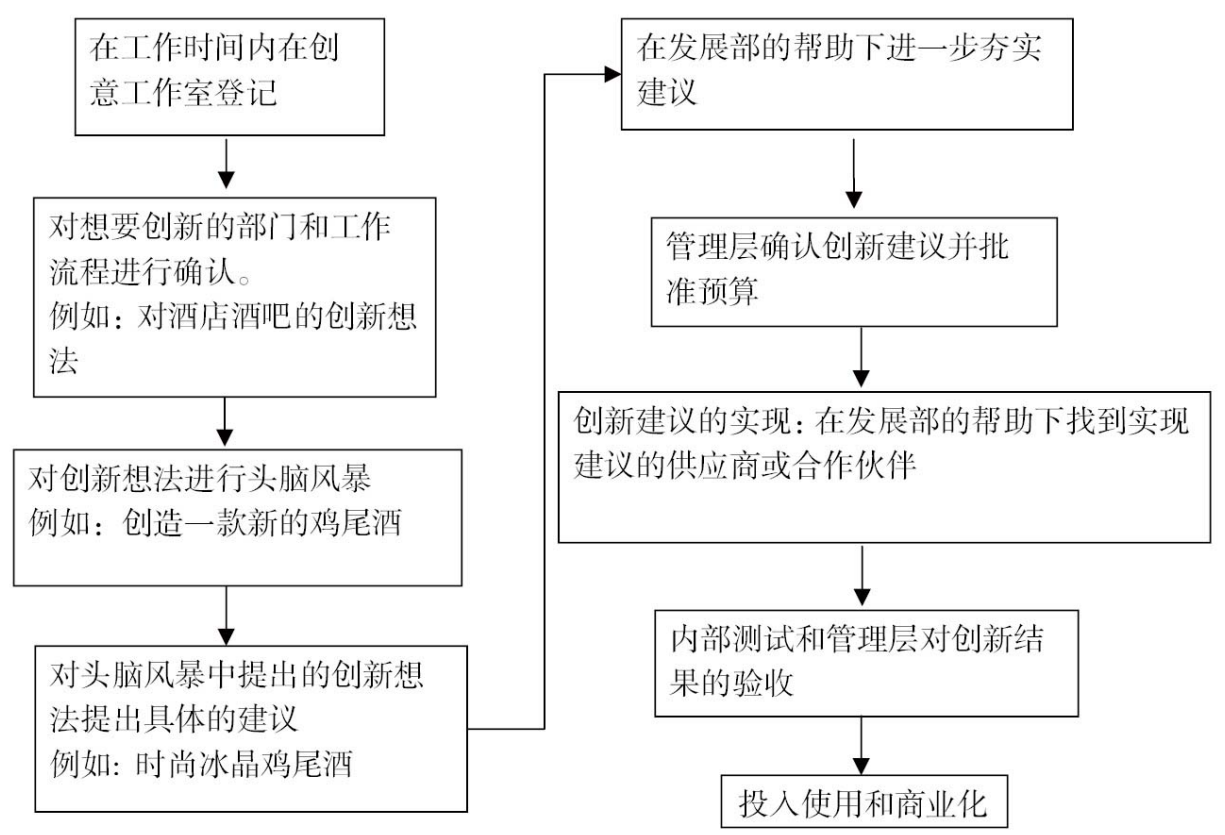 在工作时间内在创
意工作室登记
对想要创新的部门和工作
流程进行确认。
例如：对酒店酒吧的创新想
法
对创新想法进行头脑风暴
例如：创造一款新的鸡尾酒
对头脑风暴中提出的创新想
法提出具体的建议
例如：时尚冰晶鸡尾酒
在发展部的帮助下进一步夯实
建议
管理层确认创新建议并批
准预算
创新建议的实现：在发展部的帮助下找到实现
建议的供应商或合作伙伴
内部测试和管理层对创新结
果的验收
投入使用和商业化